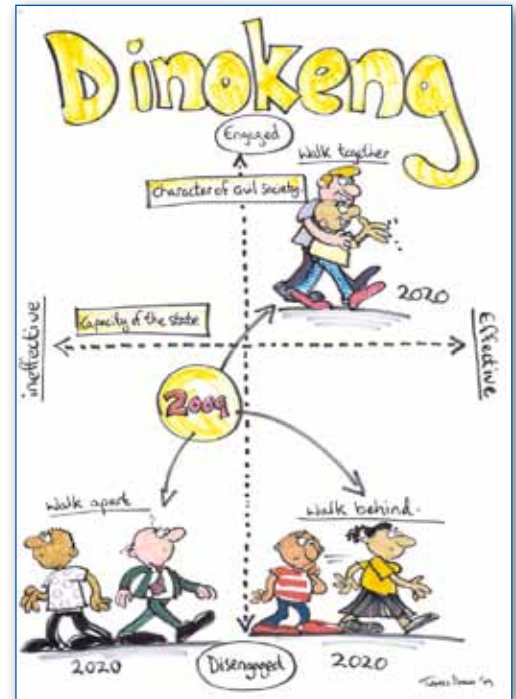 Dinokeng
Engaged
Walk together
Character of Civil Society
2020
Capacity of the state
ineffective
Effective
2009
Walk apart
Walk behind.
2020
Disengaged
2020